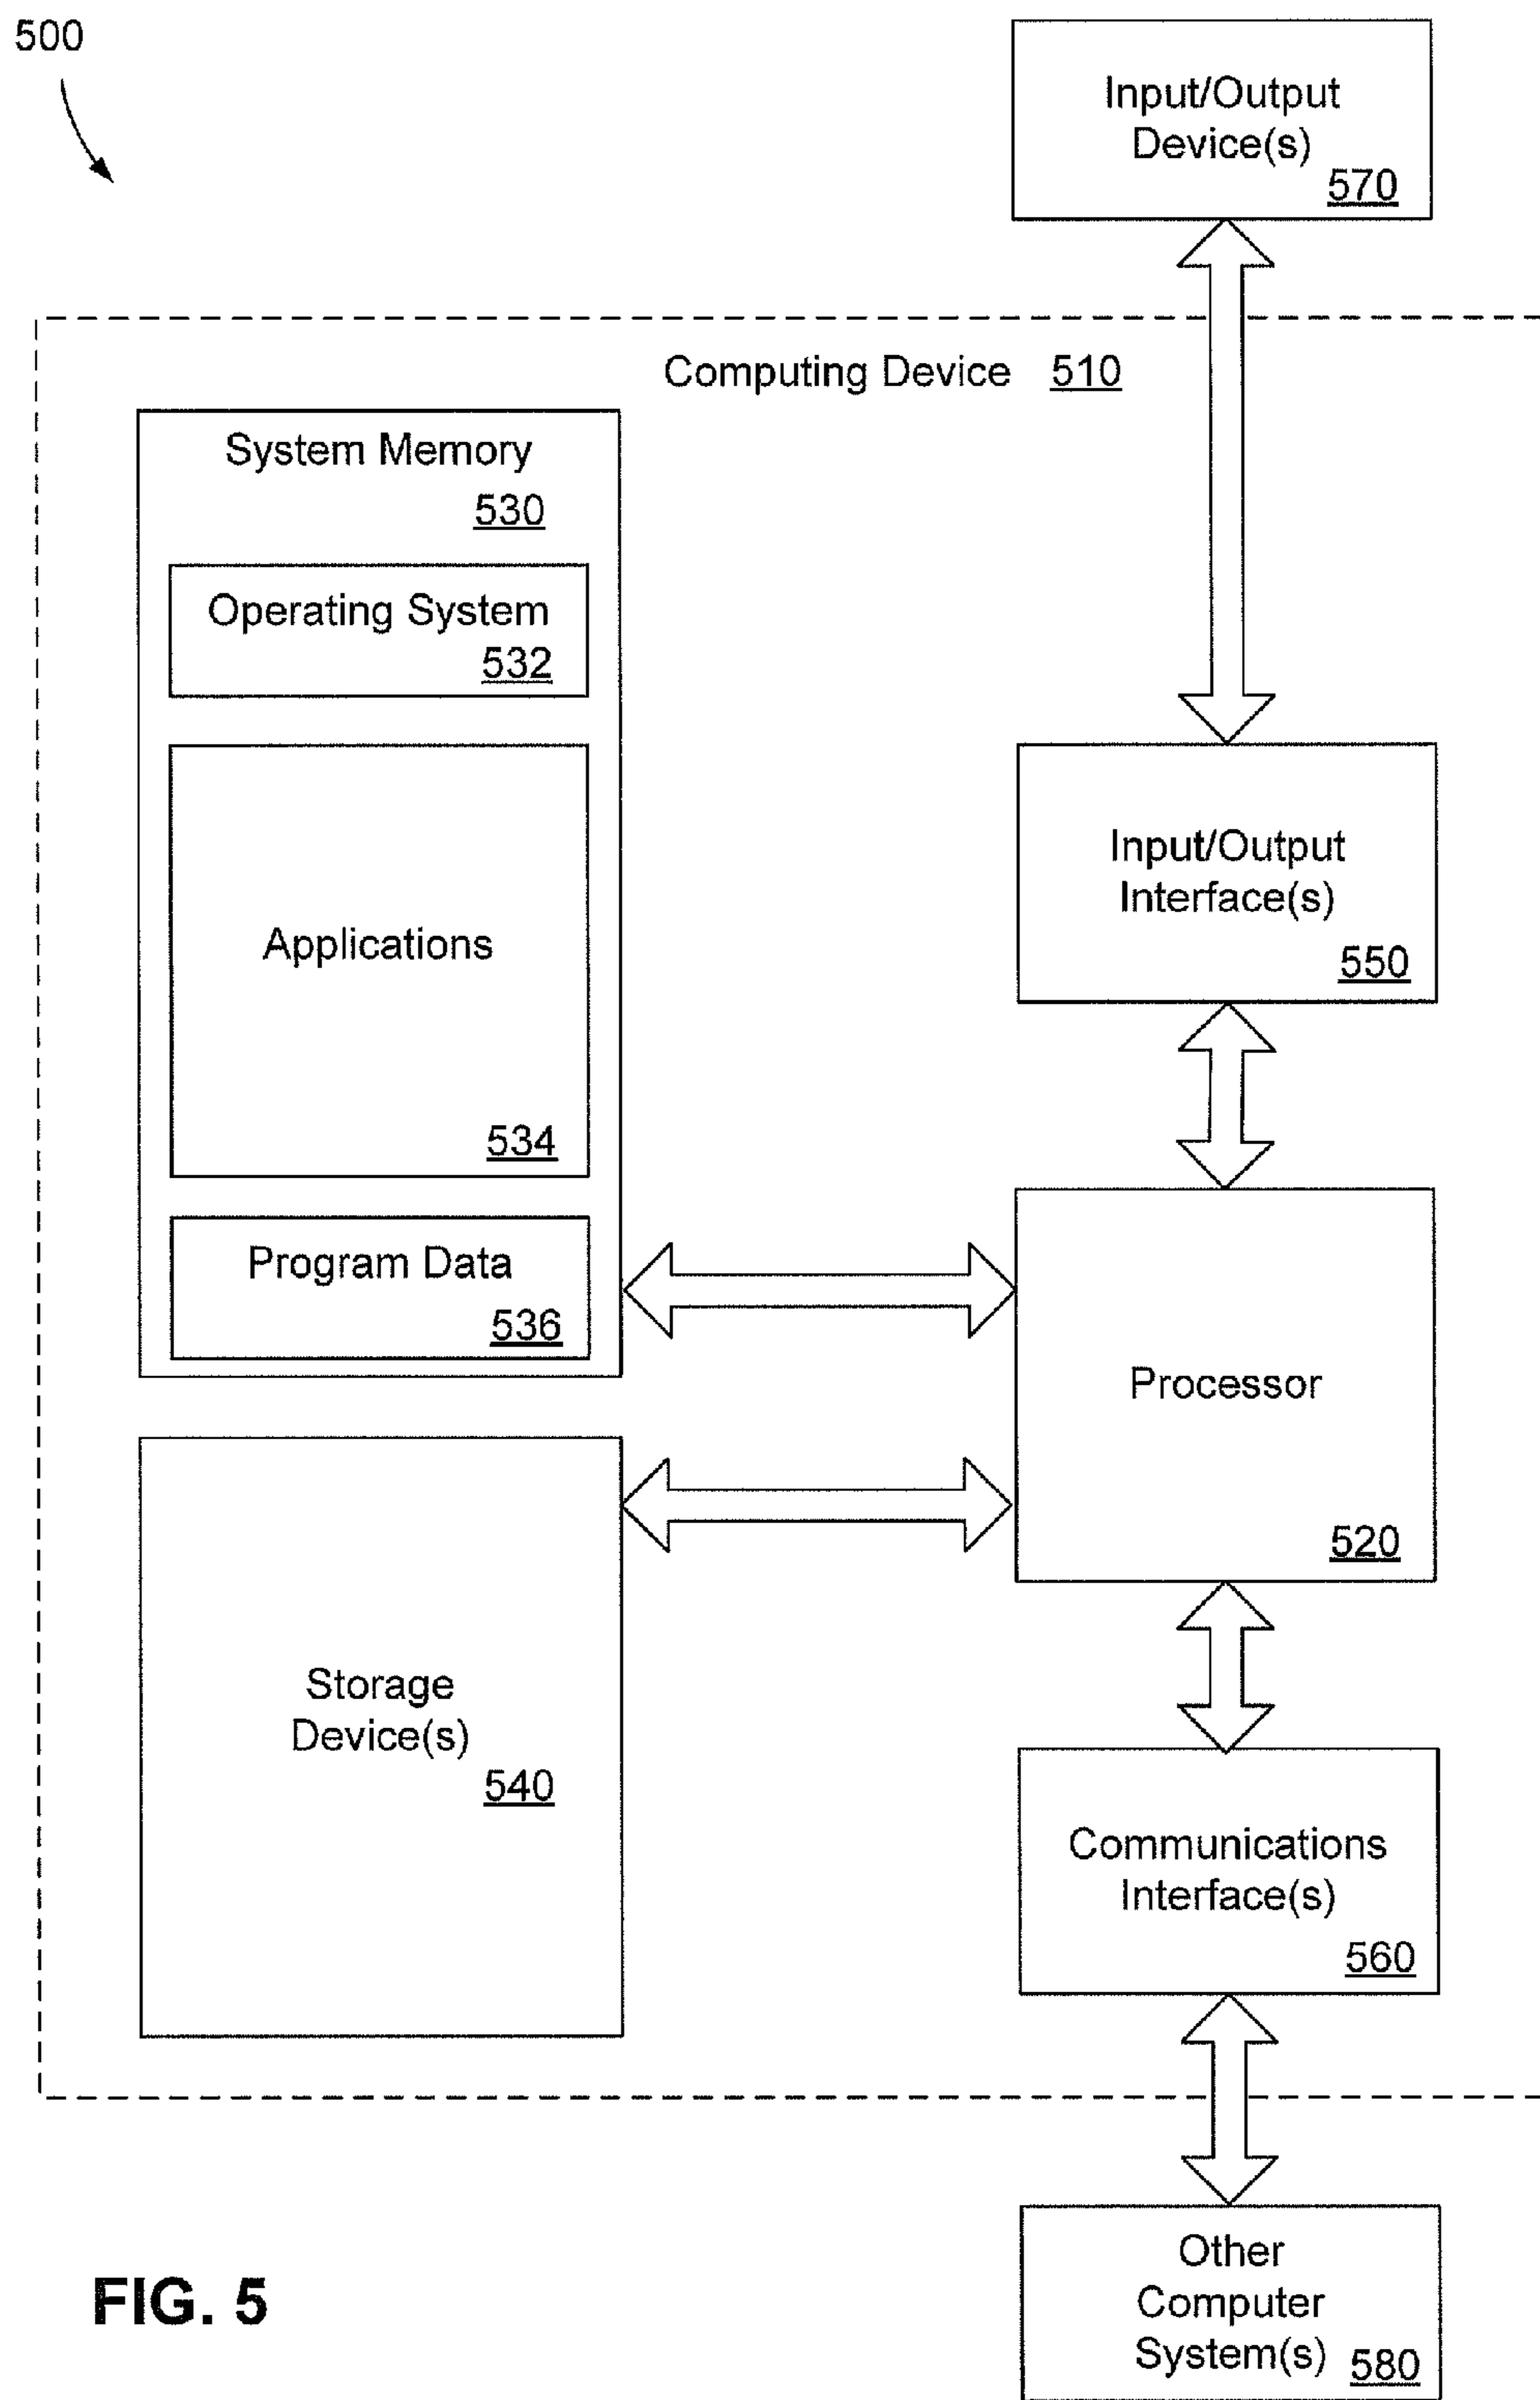 500
Input/Output
Device(s)
570
Computing Device 510
System Memory
530
Operating System
532
Applications
534
Program Data
536
Input/Output
Interface(s)
550
Processor
520
Storage
Device(s)
540
Communications
Interface(s)
560
Other
Computer
System(s) 580
FIG. 5